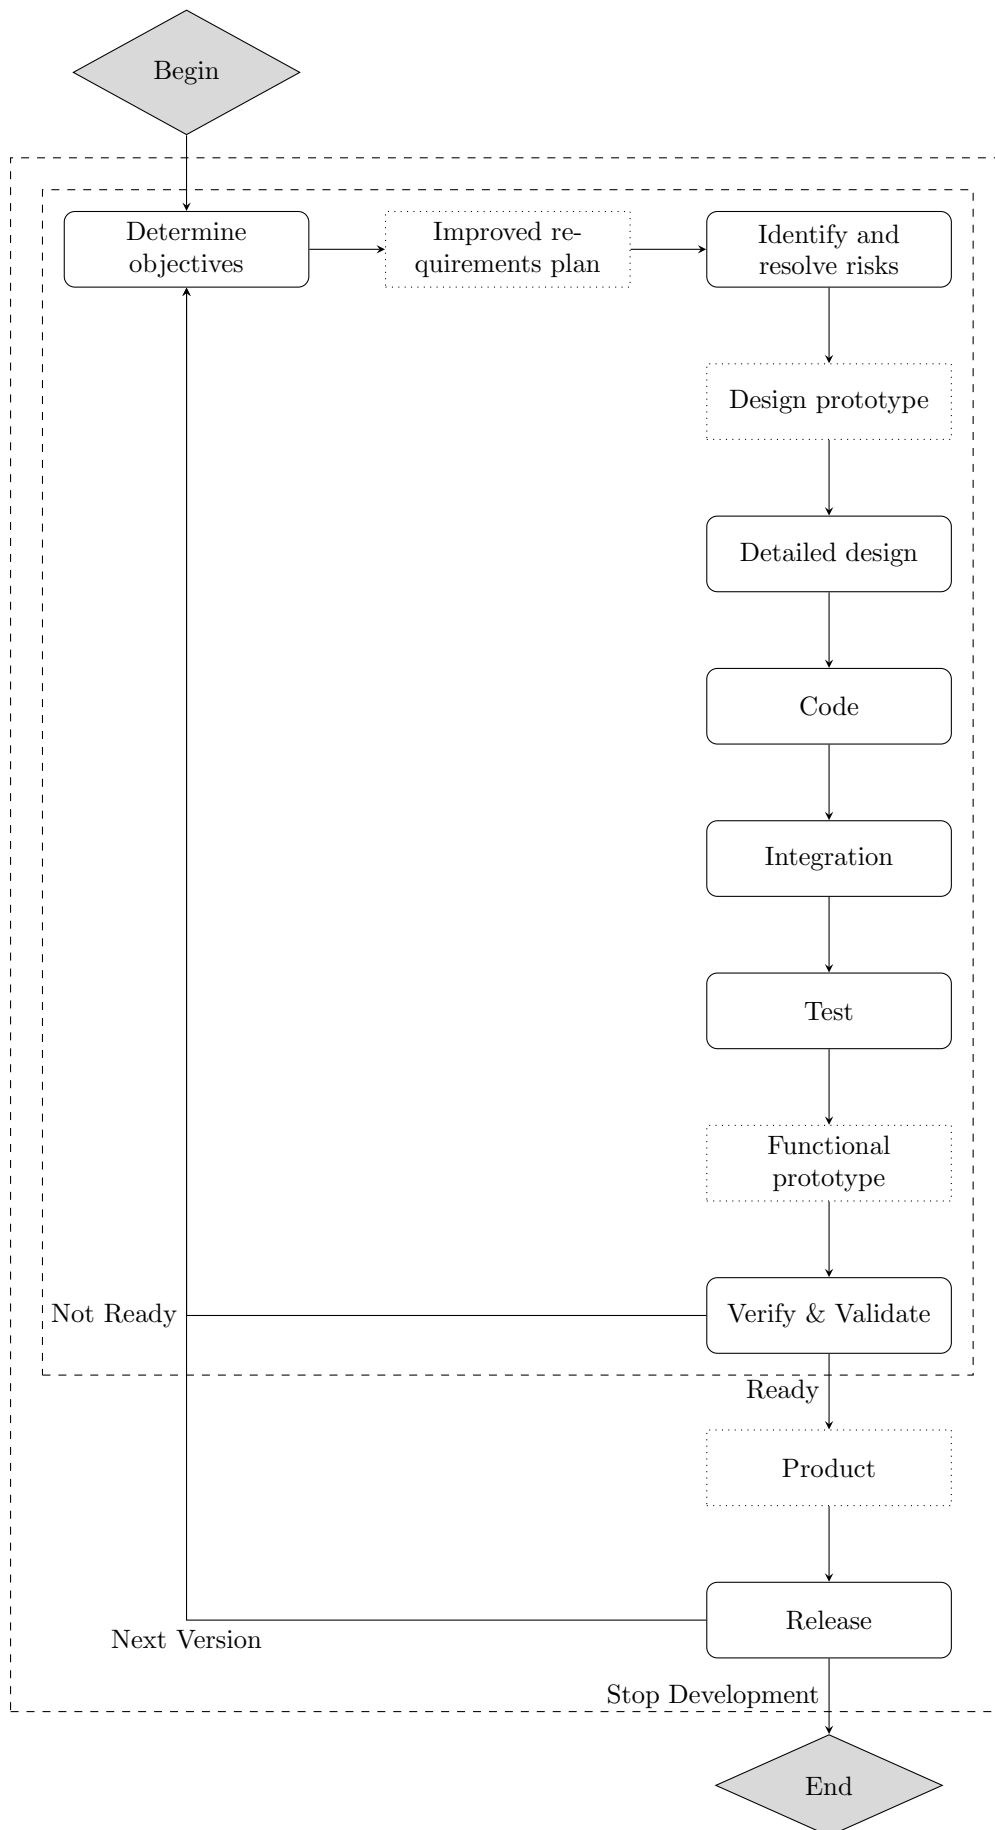 Begin
Determine
objectives
Improved re-
quirements plan
Identify and
resolve risks
Design prototype
Detailed design
Code
Integration
Test
Functional
prototype
Not Ready
Verify & Validate
Ready
Product
Release
Next Version
Stop Development
End